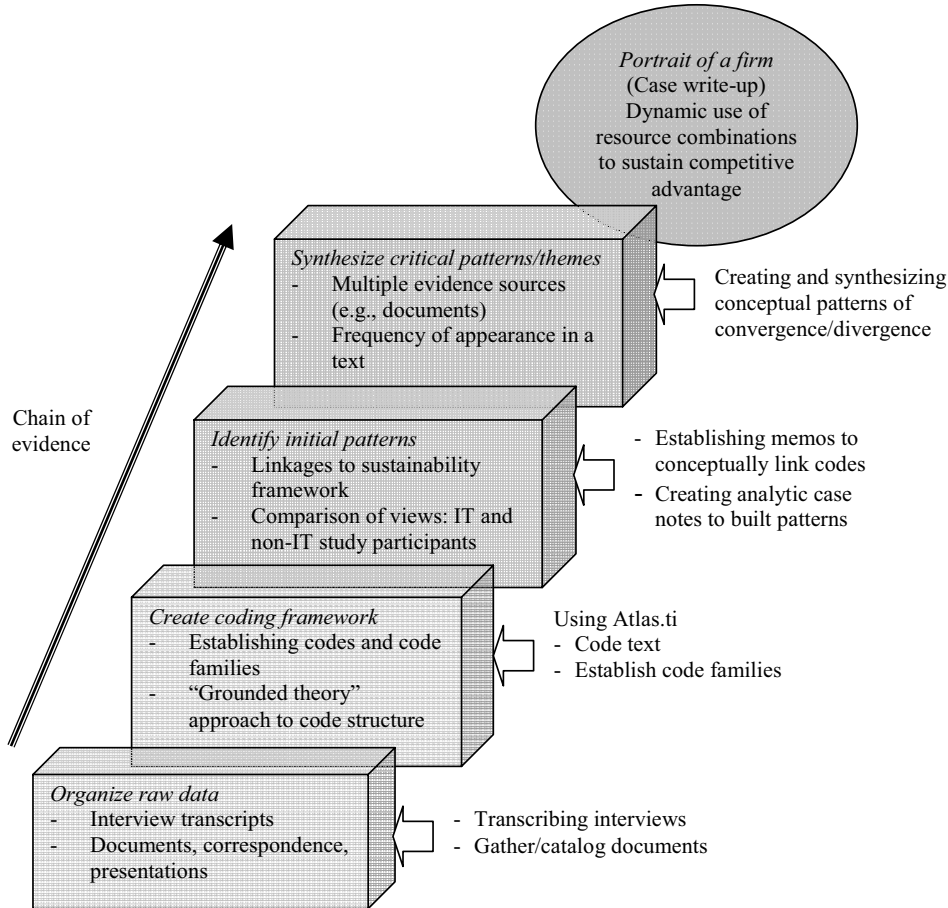 Portrait of a firm
(Case write-up)
Dynamic use of
resource combinations
to sustain competitive
advantage
Synthesize critical patterns/themes
- Multiple evidence sources
(e.g., documents)
- Frequency of appearance in a
text
Creating and synthesizing
conceptual patterns of
convergence/divergence
Chain of
evidence
Identify initial patterns
- Linkages to sustainability
framework
- Comparison of views: IT and
non-IT study participants
- Establishing memos to
conceptually link codes
- Creating analytic case
notes to built patterns
Create coding framework
- Establishing codes and code
families
- “Grounded theory”
approach to code structure
Using Atlas.ti
- Code text
- Establish code families
Organize raw data
- Interview transcripts
- Documents, correspondence,
presentations
- Transcribing interviews
- Gather/catalog documents